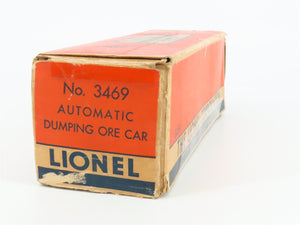 No. 3469
AUTOMATIC
DUMPING ORE CAR
LIONEL